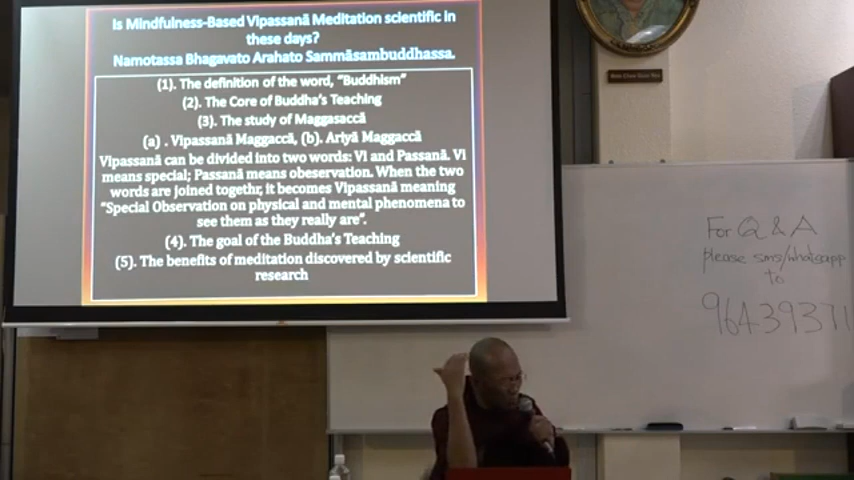 Is Mindfulness-Based Vipassanā Meditation scientific in
these days?
Namotassa Bhagavato Arahato Sammāsambuddhassa.
(1). The definition of the word, “Buddhism”
(2). The Core of Buddha’s Teaching
(3). The study of Maggasaccā
(a) . Vipassanā Maggaccā, (b). Ariyā Maggaccā
Vipassanā can be divided into two words: Vi and Passanā. Vi
means special; Passanā means obeservation. When the two
words are joined togethr, it becomes Vipassanā meaning
“Special Observation on physical and mental phenomena to
see them as they really are”.
(4). The goal of the Buddha’s Teaching
(5). The benefits of meditation discovered by scientific
research
For Q & A
please sms/whatsapp
to
96439371